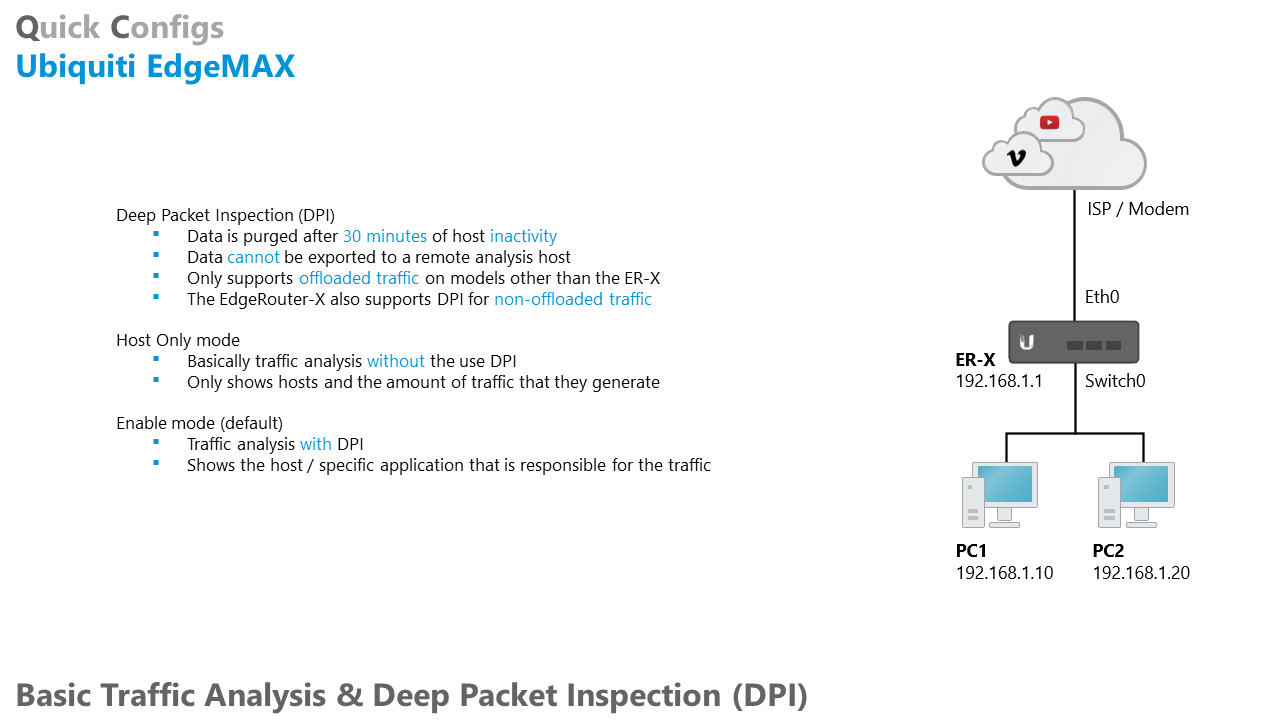 Quick Configs
Ubiquiti EdgeMAX
Deep Packet Inspection (DPI)
▪ Data is purged after 30 minutes of host inactivity
▪ Data cannot be exported to a remote analysis host
▪ Only supports offloaded traffic on models other than the ER-X
▪ The EdgeRouter-X also supports DPI for non-offloaded traffic
Host Only mode
▪ Basically traffic analysis without the use DPI
▪ Only shows hosts and the amount of traffic that they generate
Enable mode (default)
▪ Traffic analysis with DPI
▪ Shows the host / specific application that is responsible for the traffic
ISP / Modem
Eth0
ER-X
192.168.1.1
Switch0
PC1
192.168.1.10
PC2
192.168.1.20
Basic Traffic Analysis & Deep Packet Inspection (DPI)